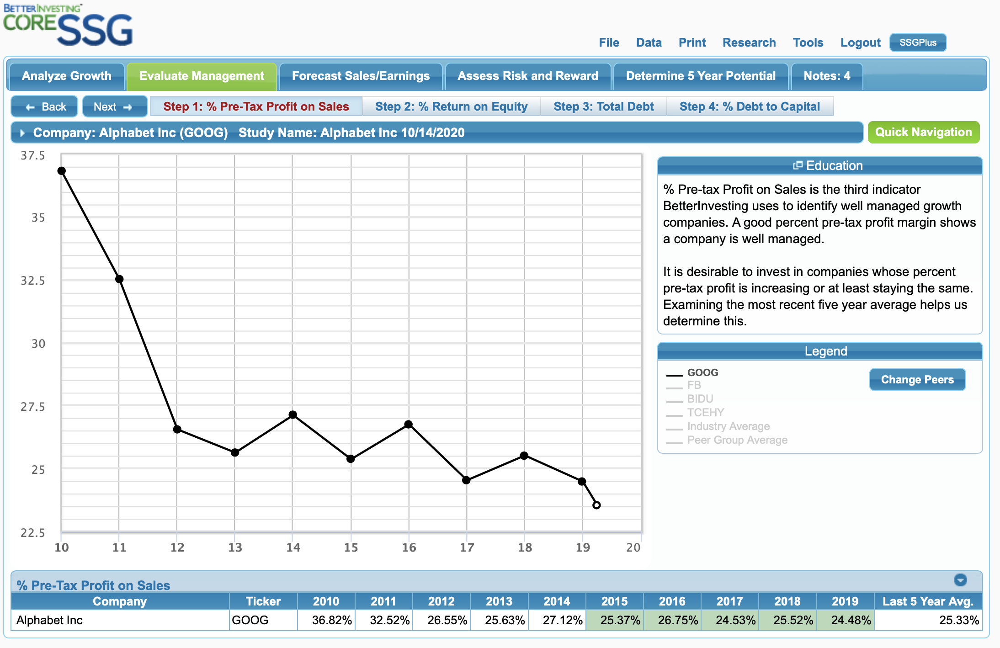 BETTERINVESTING
CORESSG
File Data Print Research Tools Logout SSGPlus
Analyze Growth Evaluate Management Forecast Sales/Earnings Assess Risk and Reward Determine 5 Year Potential Notes: 4
← Back Next → Step 1: % Pre-Tax Profit on Sales Step 2: % Return on Equity Step 3: Total Debt Step 4: % Debt to Capital
Company: Alphabet Inc (GOOG) Study Name: Alphabet Inc 10/14/2020 Quick Navigation
37.5
35
32.5
30
27.5
25
22.5
10 11 12 13 14 15 16 17 18 19 20
Education
% Pre-tax Profit on Sales is the third indicator
BetterInvesting uses to identify well managed growth
companies. A good percent pre-tax profit margin shows
a company is well managed.
It is desirable to invest in companies whose percent
pre-tax profit is increasing or at least staying the same.
Examining the most recent five year average helps us
determine this.
Legend
GOOG
FB
BIDU
TCEHY
Industry Average
Peer Group Average
Change Peers
% Pre-Tax Profit on Sales
Company Ticker 2010 2011 2012 2013 2014 2015 2016 2017 2018 2019 Last 5 Year Avg.
Alphabet Inc GOOG 36.82% 32.52% 26.55% 25.63% 27.12% 25.37% 26.75% 24.53% 25.52% 24.48% 25.33%